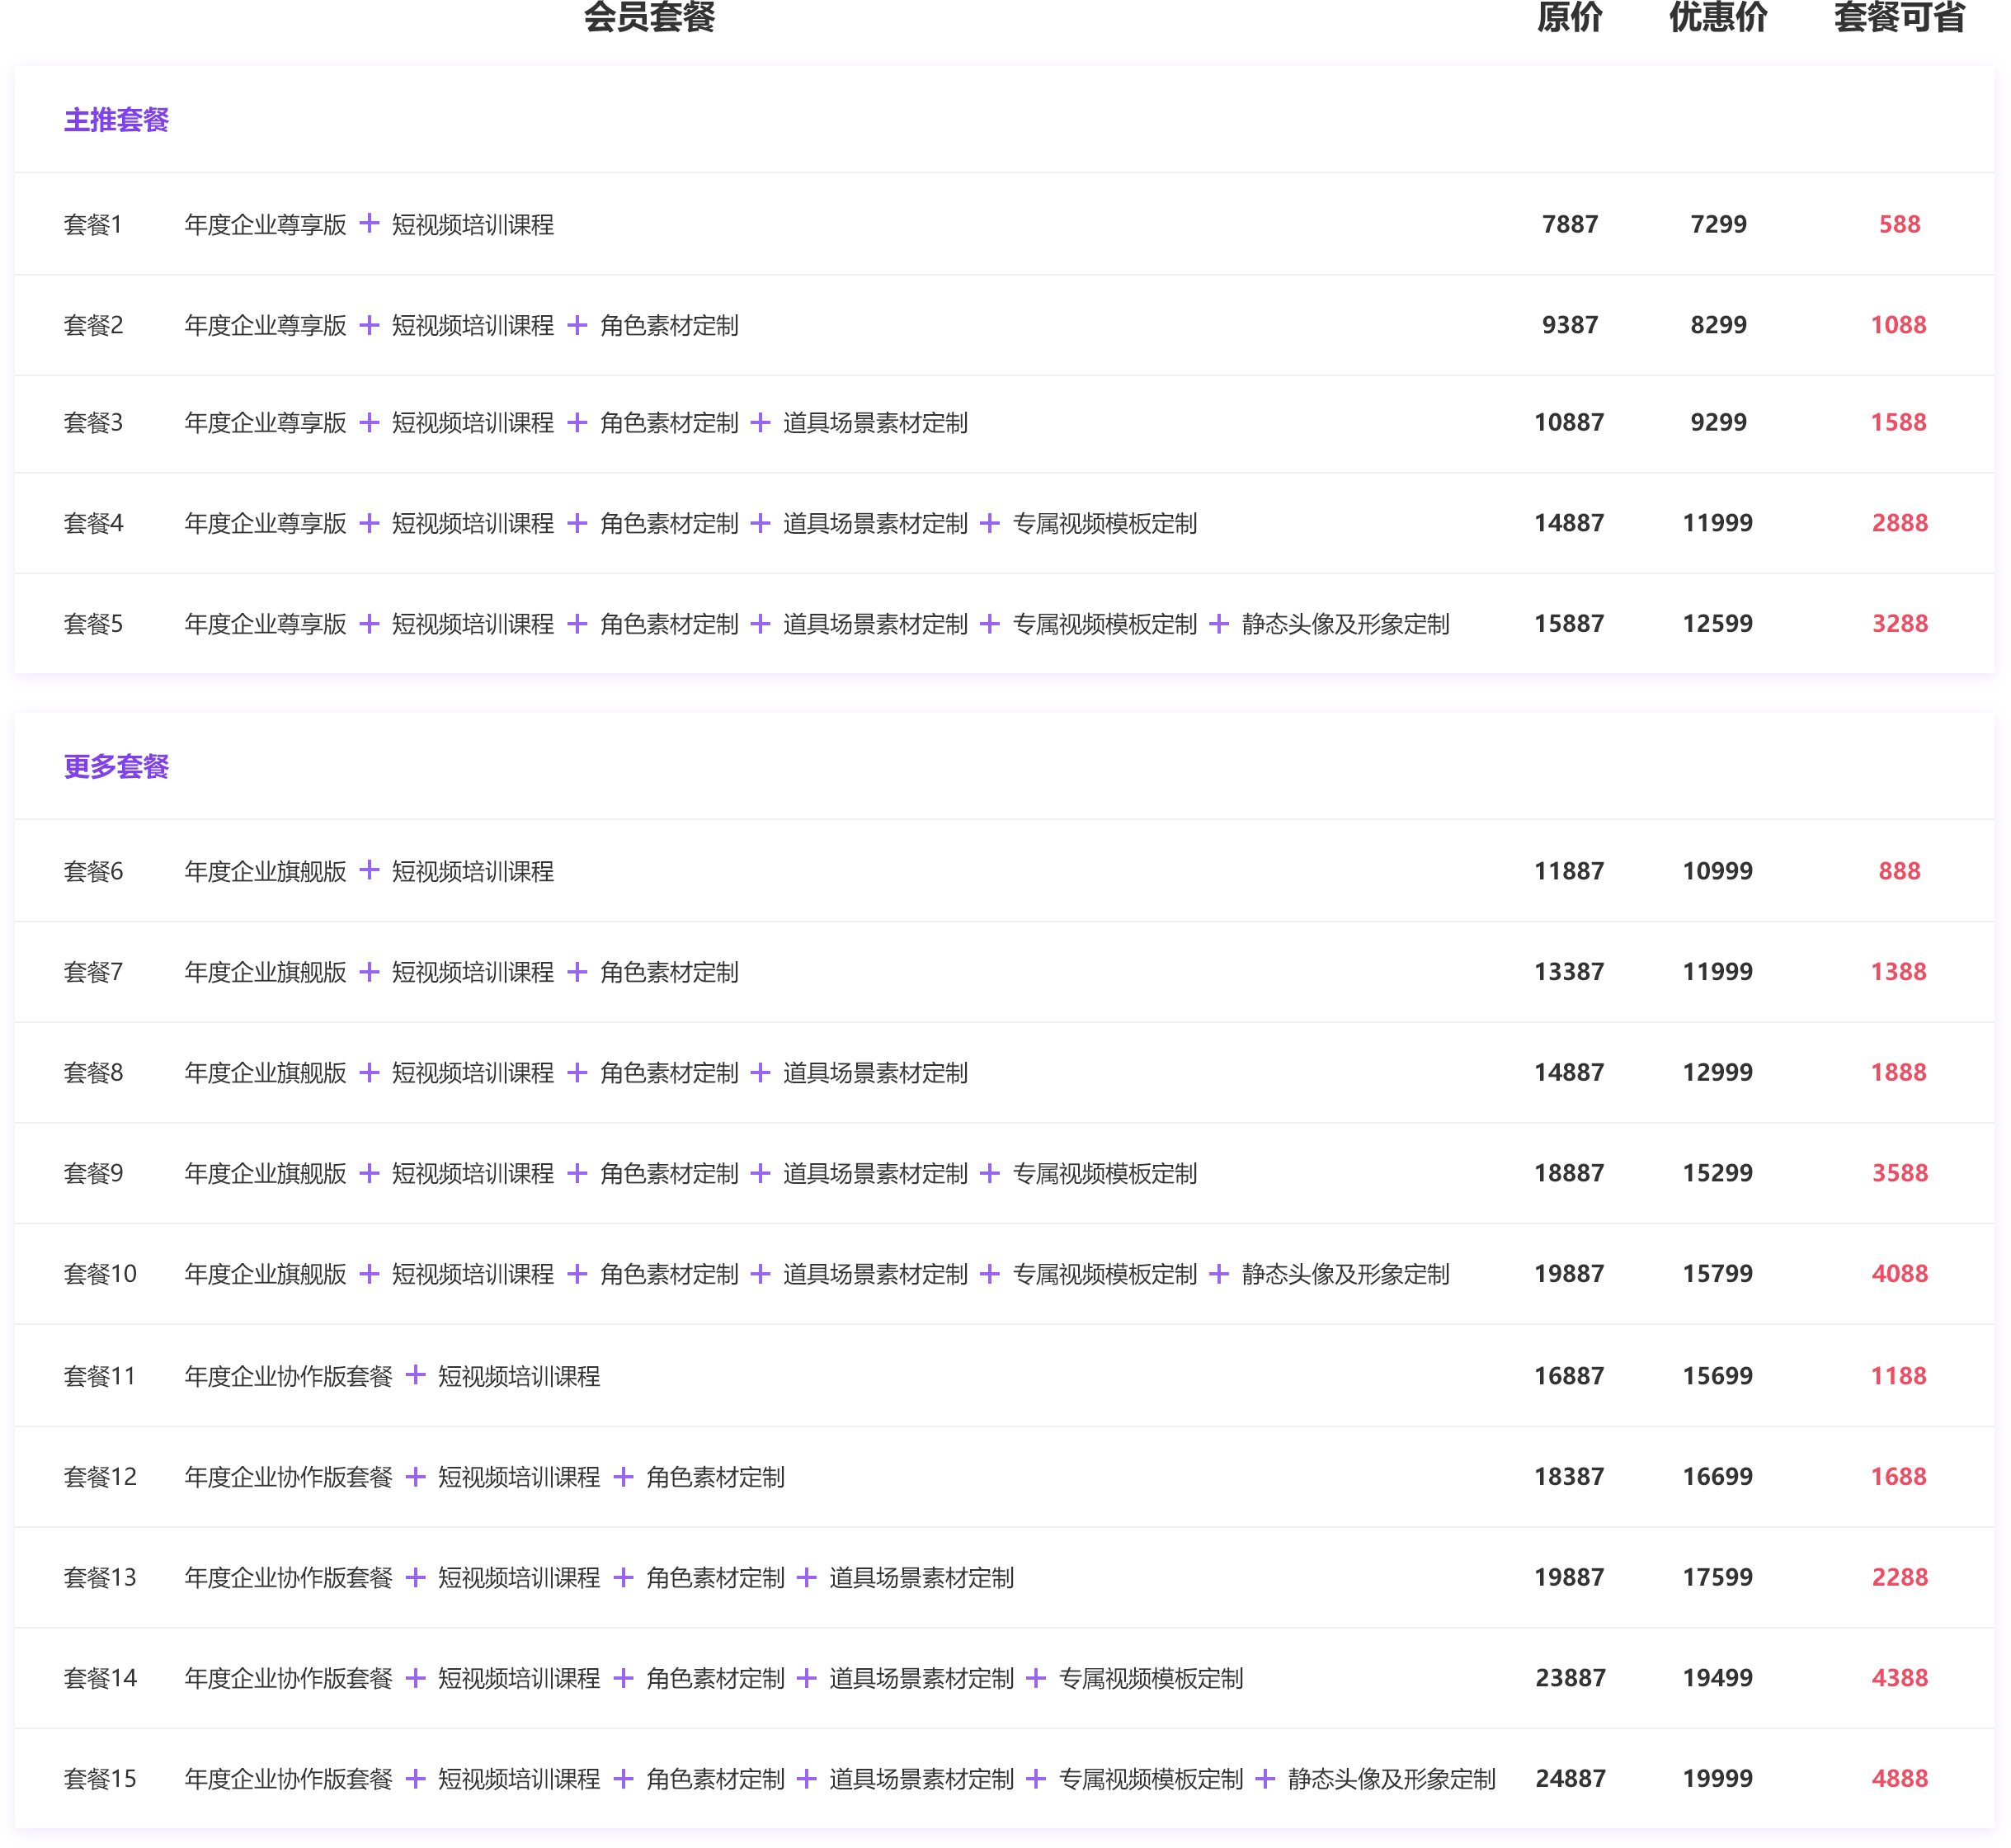 会员套餐 原价 优惠价 套餐可省
主推套餐
套餐1 年度企业尊享版 + 短视频培训课程 7887 7299 588
套餐2 年度企业尊享版 + 短视频培训课程 + 角色素材定制 9387 8299 1088
套餐3 年度企业尊享版 + 短视频培训课程 + 角色素材定制 + 道具场景素材定制 10887 9299 1588
套餐4 年度企业尊享版 + 短视频培训课程 + 角色素材定制 + 道具场景素材定制 + 专属视频模板定制 14887 11999 2888
套餐5 年度企业尊享版 + 短视频培训课程 + 角色素材定制 + 道具场景素材定制 + 专属视频模板定制 + 静态头像及形象定制 15887 12599 3288
更多套餐
套餐6 年度企业旗舰版 + 短视频培训课程 11887 10999 888
套餐7 年度企业旗舰版 + 短视频培训课程 + 角色素材定制 13387 11999 1388
套餐8 年度企业旗舰版 + 短视频培训课程 + 角色素材定制 + 道具场景素材定制 14887 12999 1888
套餐9 年度企业旗舰版 + 短视频培训课程 + 角色素材定制 + 道具场景素材定制 + 专属视频模板定制 18887 15299 3588
套餐10 年度企业旗舰版 + 短视频培训课程 + 角色素材定制 + 道具场景素材定制 + 专属视频模板定制 + 静态头像及形象定制 19887 15799 4088
套餐11 年度企业协作版套餐 + 短视频培训课程 16887 15699 1188
套餐12 年度企业协作版套餐 + 短视频培训课程 + 角色素材定制 18387 16699 1688
套餐13 年度企业协作版套餐 + 短视频培训课程 + 角色素材定制 + 道具场景素材定制 19887 17599 2288
套餐14 年度企业协作版套餐 + 短视频培训课程 + 角色素材定制 + 道具场景素材定制 + 专属视频模板定制 23887 19499 4388
套餐15 年度企业协作版套餐 + 短视频培训课程 + 角色素材定制 + 道具场景素材定制 + 专属视频模板定制 + 静态头像及形象定制 24887 19999 4888